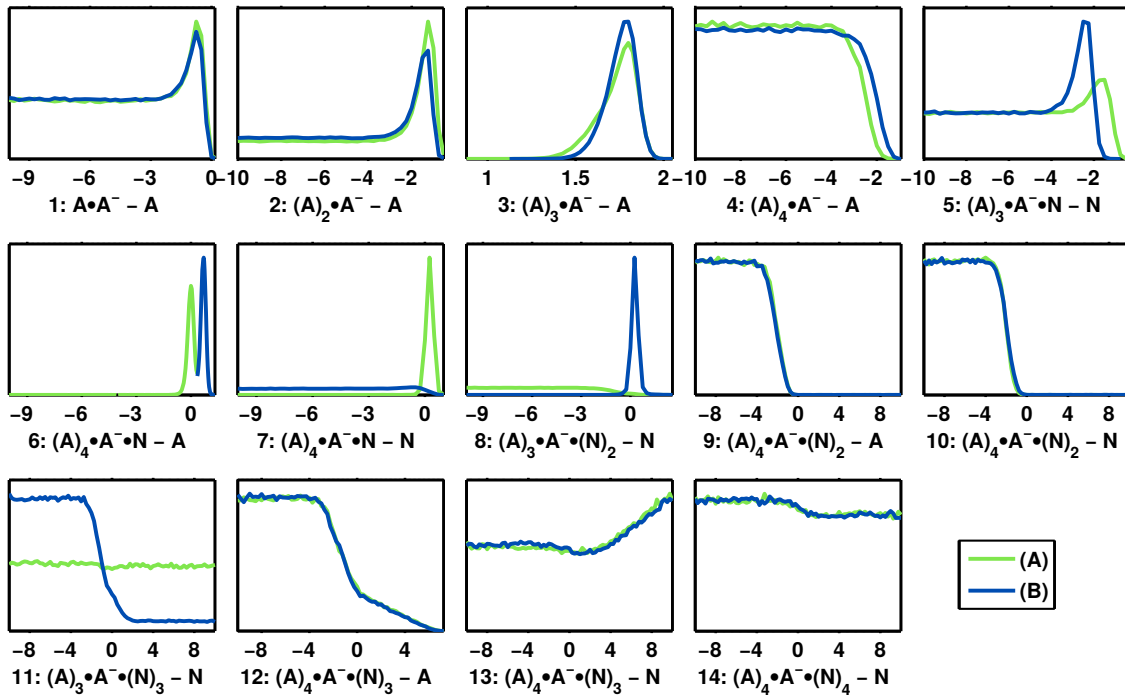 −9 −6 −3 0
1: A•A⁻ – A
−10 −8 −6 −4 −2
2: (A)₂•A⁻ – A
1 1.5 2
3: (A)₃•A⁻ – A
−10 −8 −6 −4 −2
4: (A)₄•A⁻ – A
−10 −8 −6 −4 −2
5: (A)₃•A⁻•N – N
−9 −6 −3 0
6: (A)₄•A⁻•N – A
−9 −6 −3 0
7: (A)₄•A⁻•N – N
−9 −6 −3 0
8: (A)₃•A⁻•(N)₂ – N
−8 −4 0 4 8
9: (A)₄•A⁻•(N)₂ – A
−8 −4 0 4 8
10: (A)₄•A⁻•(N)₂ – N
−8 −4 0 4 8
11: (A)₃•A⁻•(N)₃ – N
−8 −4 0 4
12: (A)₄•A⁻•(N)₃ – A
−8 −4 0 4 8
13: (A)₄•A⁻•(N)₃ – N
−8 −4 0 4 8
14: (A)₄•A⁻•(N)₄ – N
(A)
(B)